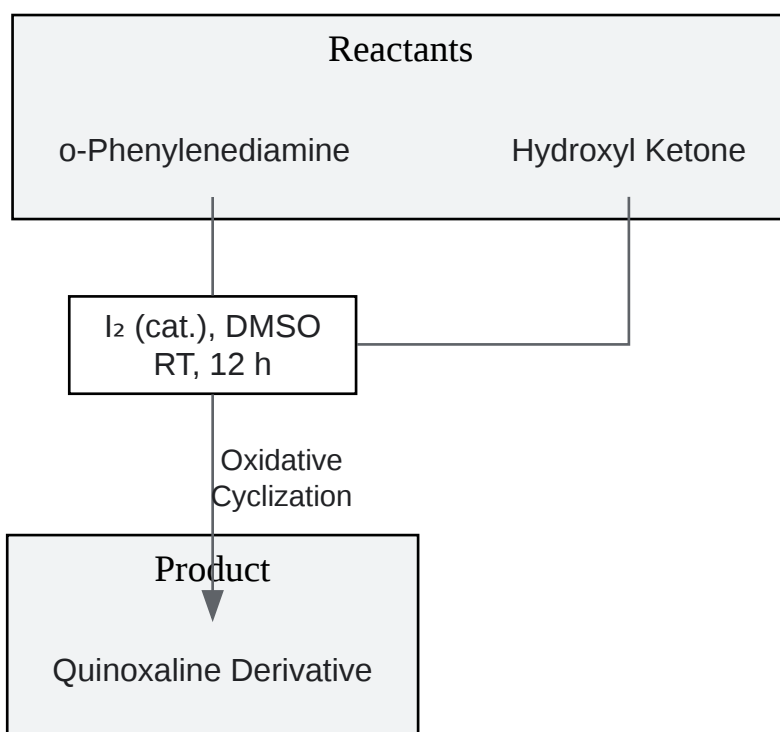 Reactants
o-Phenylenediamine
Hydroxyl Ketone
I₂ (cat.), DMSO
RT, 12 h
Oxidative
Cyclization
Product
Quinoxaline Derivative